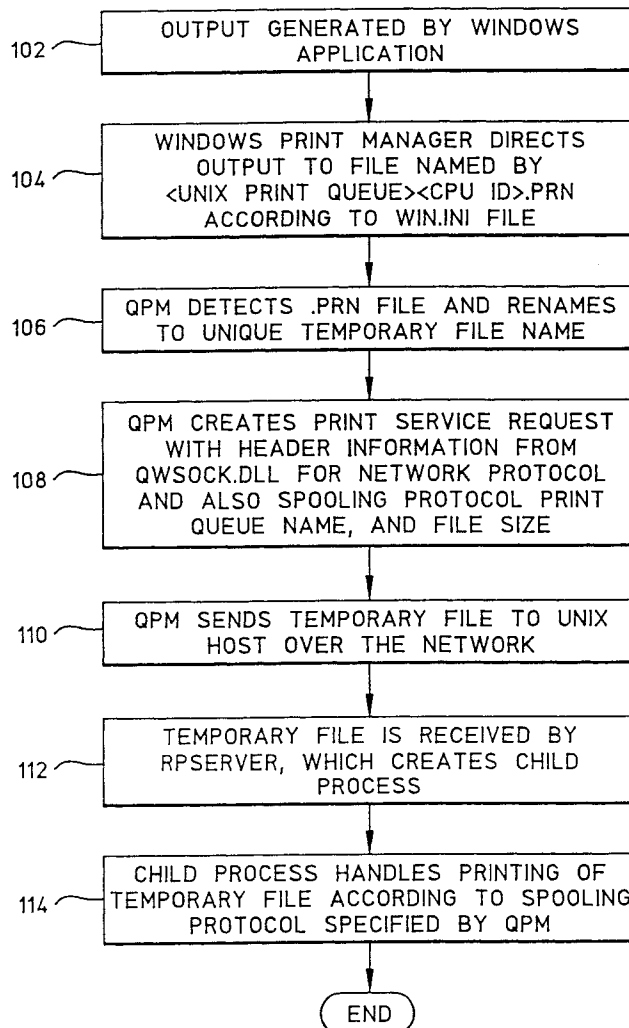 102
OUTPUT GENERATED BY WINDOWS
APPLICATION
104
WINDOWS PRINT MANAGER DIRECTS
OUTPUT TO FILE NAMED BY
<UNIX PRINT QUEUE><CPU ID>.PRN
ACCORDING TO WIN.INI FILE
106
QPM DETECTS .PRN FILE AND RENAMES
TO UNIQUE TEMPORARY FILE NAME
108
QPM CREATES PRINT SERVICE REQUEST
WITH HEADER INFORMATION FROM
QWSOCK.DLL FOR NETWORK PROTOCOL
AND ALSO SPOOLING PROTOCOL PRINT
QUEUE NAME, AND FILE SIZE
110
QPM SENDS TEMPORARY FILE TO UNIX
HOST OVER THE NETWORK
112
TEMPORARY FILE IS RECEIVED BY
RPSERVER, WHICH CREATES CHILD
PROCESS
114
CHILD PROCESS HANDLES PRINTING OF
TEMPORARY FILE ACCORDING TO SPOOLING
PROTOCOL SPECIFIED BY QPM
END